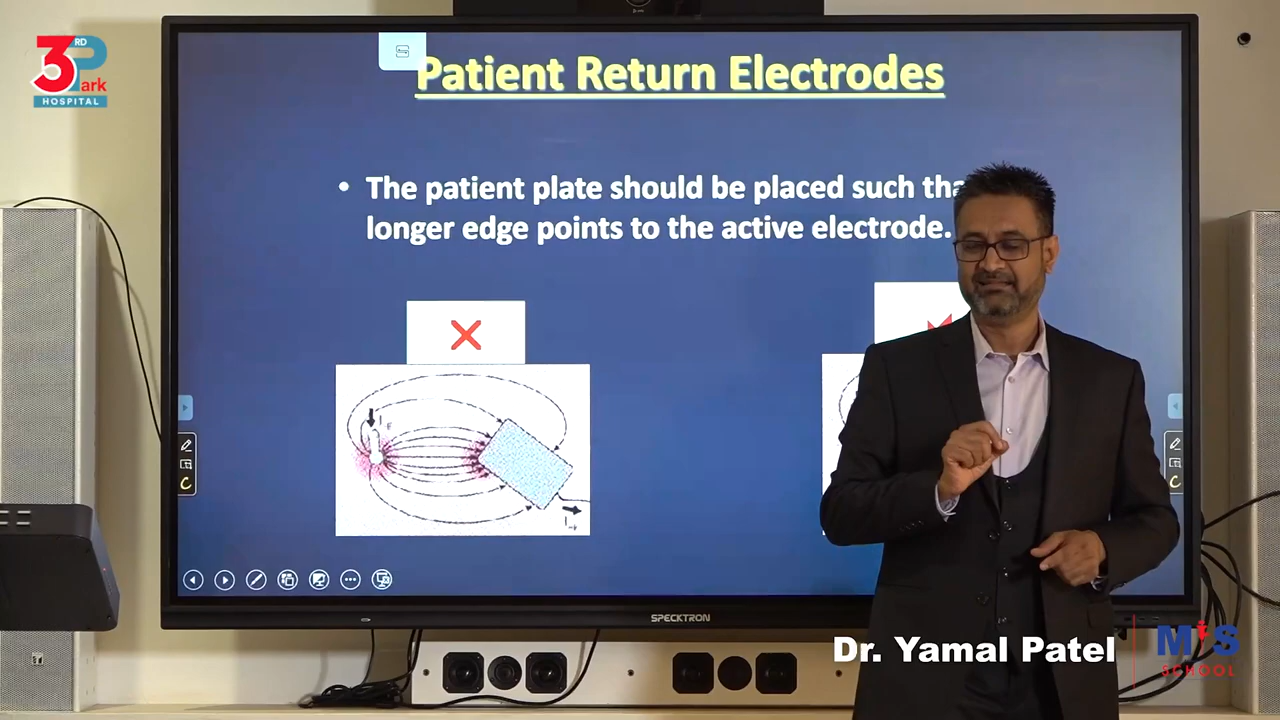 3RD Park
HOSPITAL
Patient Return Electrodes
• The patient plate should be placed such
longer edge points to the active electrode.
SPECKTRON
Dr. Yamal Patel
MIS
SCHOOL